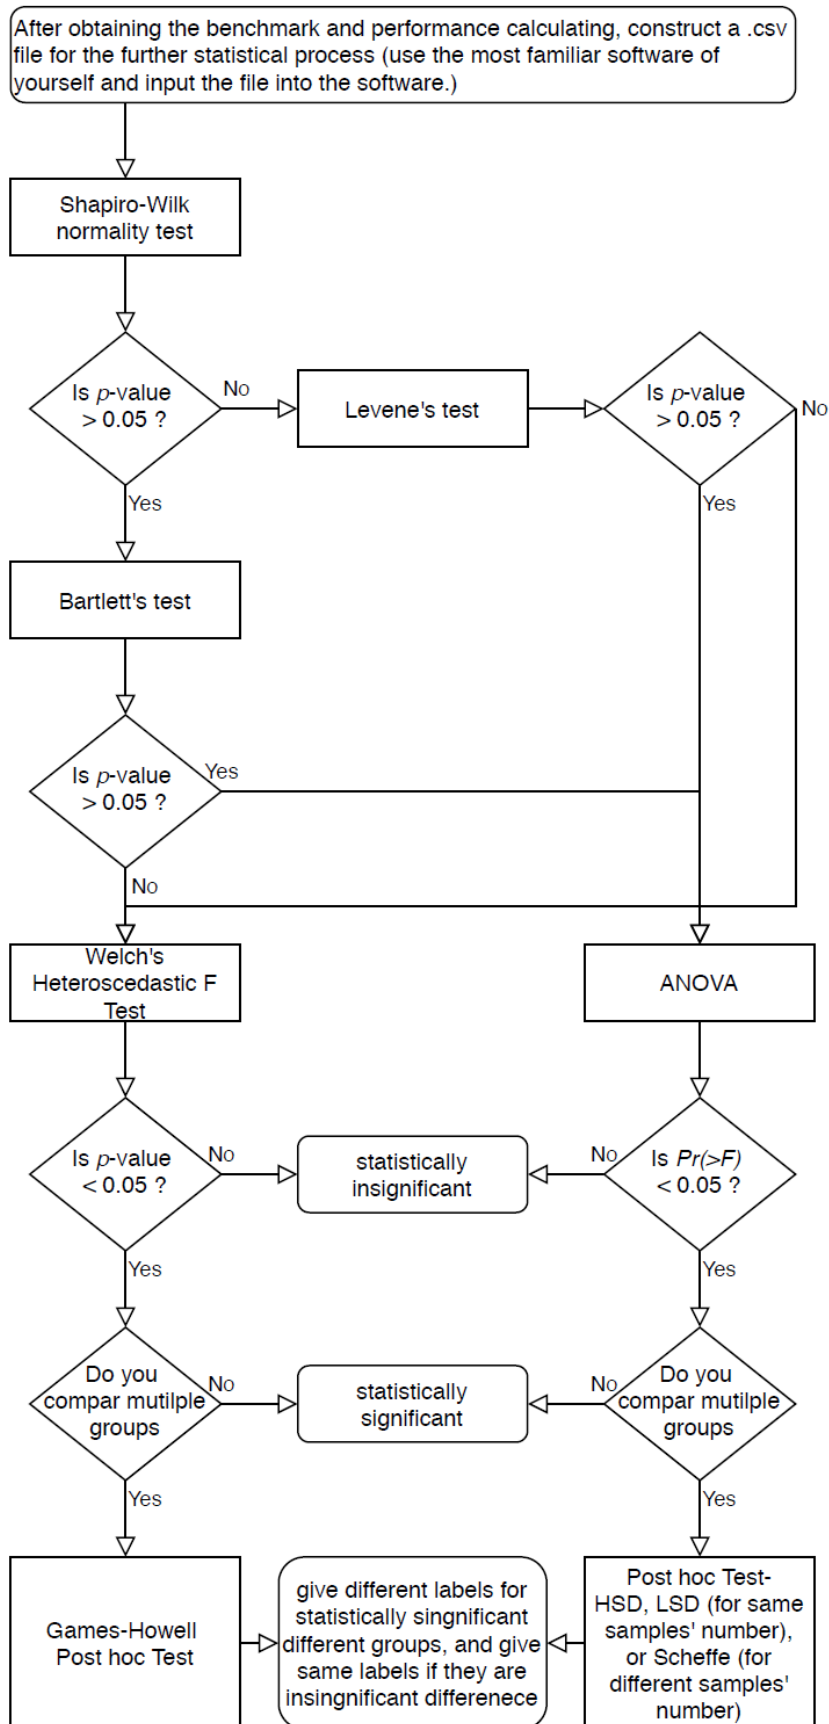 After obtaining the benchmark and performance calculating, construct a .csv
file for the further statistical process (use the most familiar software of
yourself and input the file into the software.)
Shapiro-Wilk
normality test
Is p-value
> 0.05 ?
No
Levene's test
Is p-value
> 0.05 ?
No
Yes
Yes
Bartlett's test
Is p-value
> 0.05 ?
Yes
No
Welch's
Heteroscedastic F
Test
ANOVA
Is p-value
< 0.05 ?
No
statistically
insignificant
No
Is Pr(>F)
< 0.05 ?
Yes
Yes
Do you
compar mutilple
groups
No
statistically
significant
No
Do you
compar mutilple
groups
Yes
Yes
Games-Howell
Post hoc Test
give different labels for
statistically singnificant
different groups, and give
same labels if they are
insingnificant differenece
Post hoc Test-
HSD, LSD (for same
samples' number),
or Scheffe (for
different samples'
number)